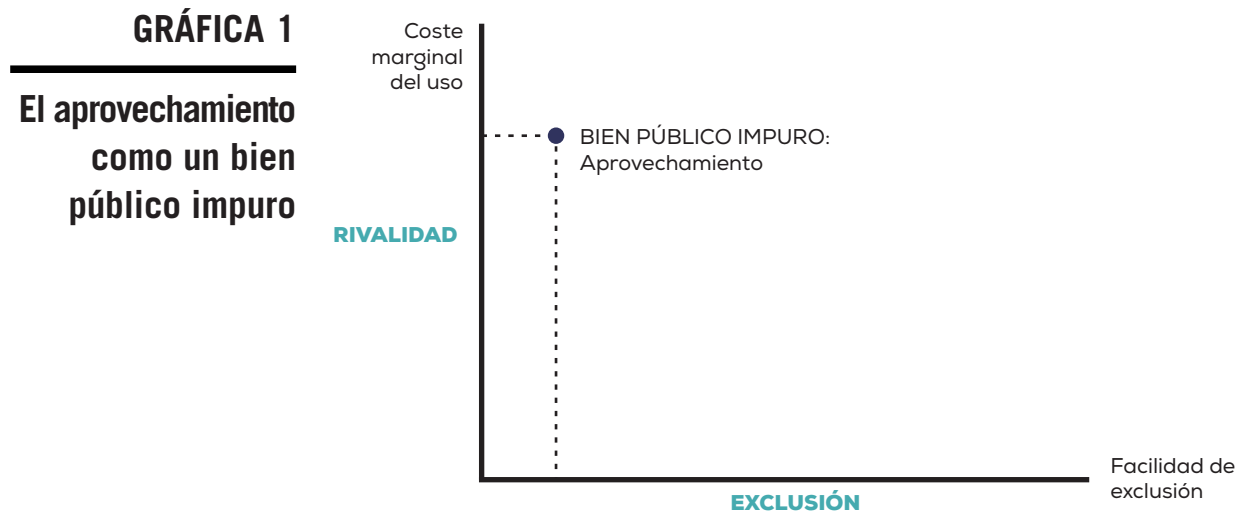 GRÁFICA 1
El aprovechamiento
como un bien
público impuro
Coste
marginal
del uso
BIEN PÚBLICO IMPURO:
Aprovechamiento
RIVALIDAD
Facilidad de
exclusión
EXCLUSIÓN